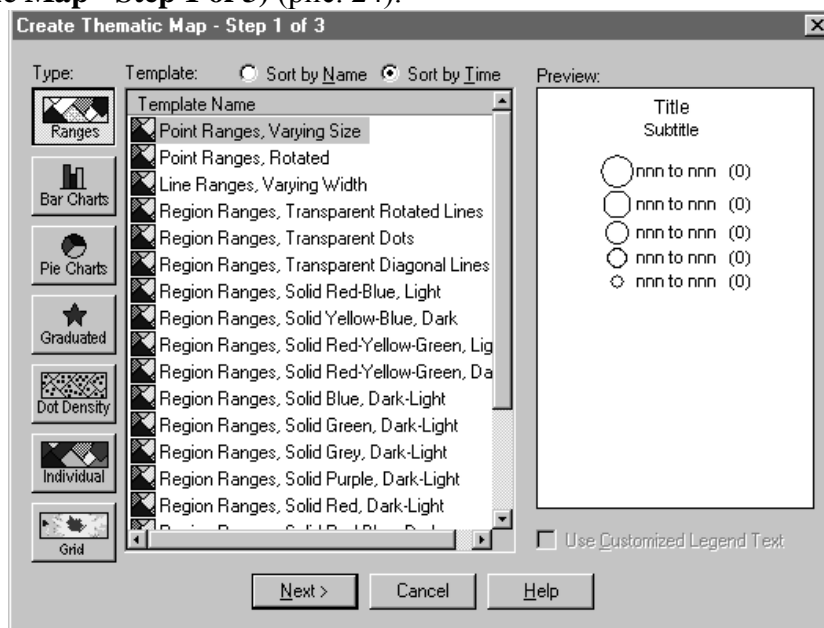 Map - Step 1 of 3) (рис. 24).
Create Thematic Map - Step 1 of 3
Type:
Ranges
Bar Charts
Pie Charts
Graduated
Dot Density
Individual
Grid
Template:
Sort by Name
Sort by Time
Template Name
Point Ranges, Varying Size
Point Ranges, Rotated
Line Ranges, Varying Width
Region Ranges, Transparent Rotated Lines
Region Ranges, Transparent Dots
Region Ranges, Transparent Diagonal Lines
Region Ranges, Solid Red-Blue, Light
Region Ranges, Solid Yellow-Blue, Dark
Region Ranges, Solid Red-Yellow-Green, Lig
Region Ranges, Solid Red-Yellow-Green, Da
Region Ranges, Solid Blue, Dark-Light
Region Ranges, Solid Green, Dark-Light
Region Ranges, Solid Grey, Dark-Light
Region Ranges, Solid Purple, Dark-Light
Region Ranges, Solid Red, Dark-Light
Preview:
Title
Subtitle
nnn to nnn (0)
nnn to nnn (0)
nnn to nnn (0)
nnn to nnn (0)
nnn to nnn (0)
Use Customized Legend Text
Next >
Cancel
Help